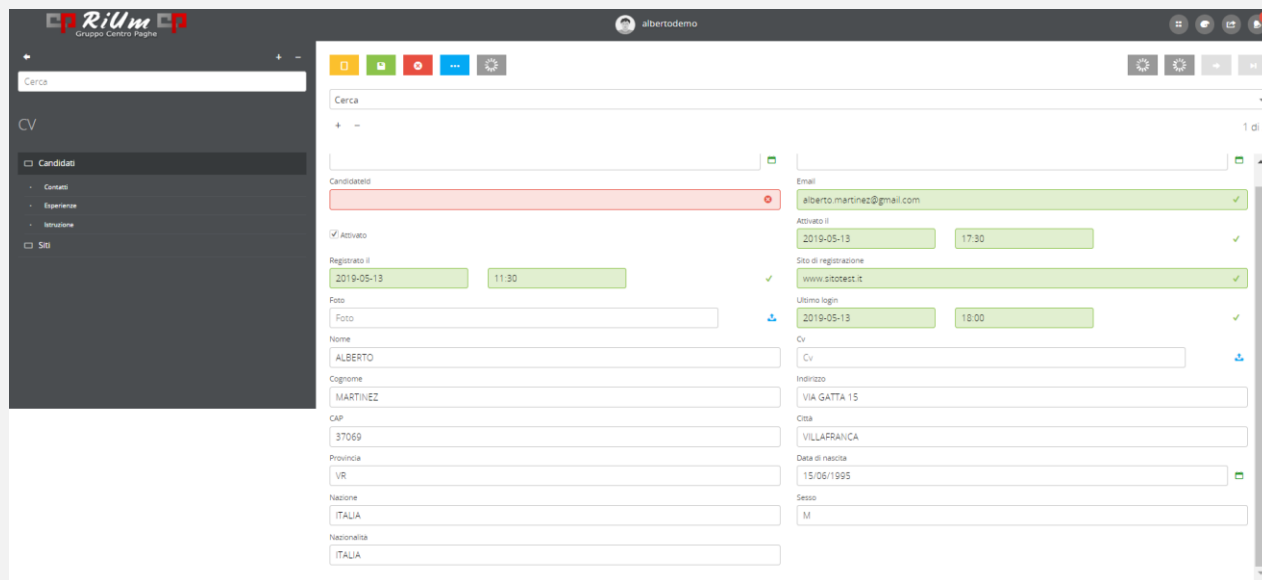 RiUm
Gruppo Centro Paghe
albertodemo
Cerca
CV
Candidati
Contatti
Esperienze
Istruzione
Siti
Cerca
1 di
CandidateId
Email
alberto.martinez@gmail.com
Attivato
Attivato il
2019-05-13 17:30
Registrato il
2019-05-13 11:30
Sito di registrazione
www.sitotest.it
Foto
Foto
Ultimo login
2019-05-13 18:00
Nome
ALBERTO
Cv
Cv
Cognome
MARTINEZ
Indirizzo
VIA GATTA 15
CAP
37069
Città
VILLAFRANCA
Provincia
VR
Data di nascita
15/06/1995
Nazione
ITALIA
Sesso
M
Nazionalità
ITALIA